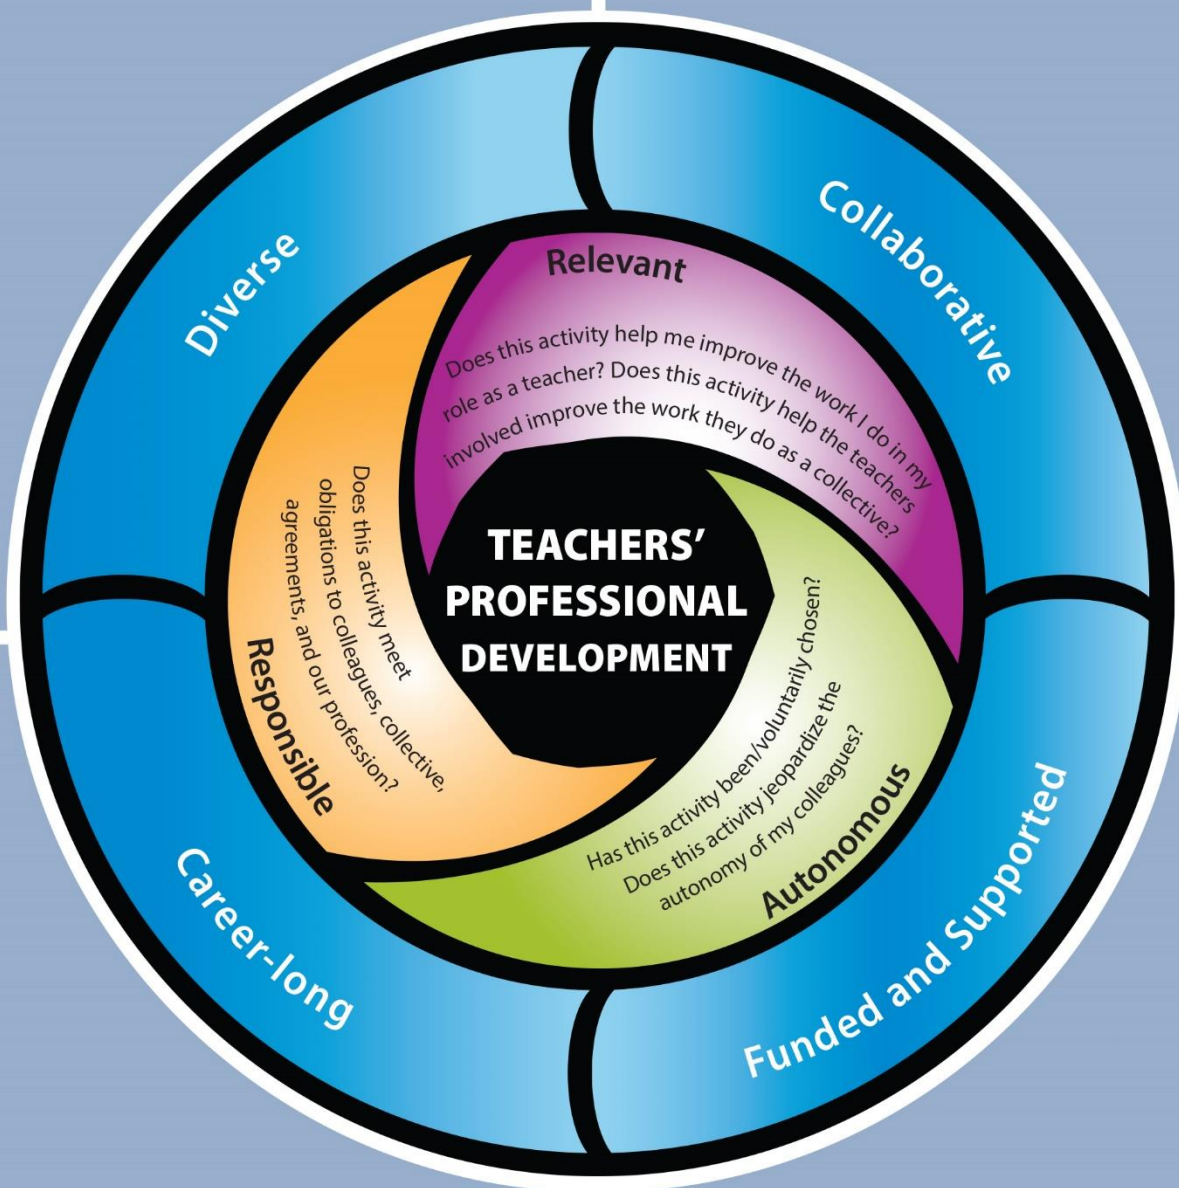 Diverse
Collaborative
Relevant
Does this activity help me improve the work I do in my
role as a teacher? Does this activity help the teachers
involved improve the work they do as a collective?
TEACHERS’
PROFESSIONAL
DEVELOPMENT
Does this activity meet
obligations to colleagues, collective,
agreements, and our profession?
Responsible
Has this activity been/voluntarily chosen?
Does this activity jeopardize the
autonomy of my colleagues?
Autonomous
Career-long
Funded and Supported